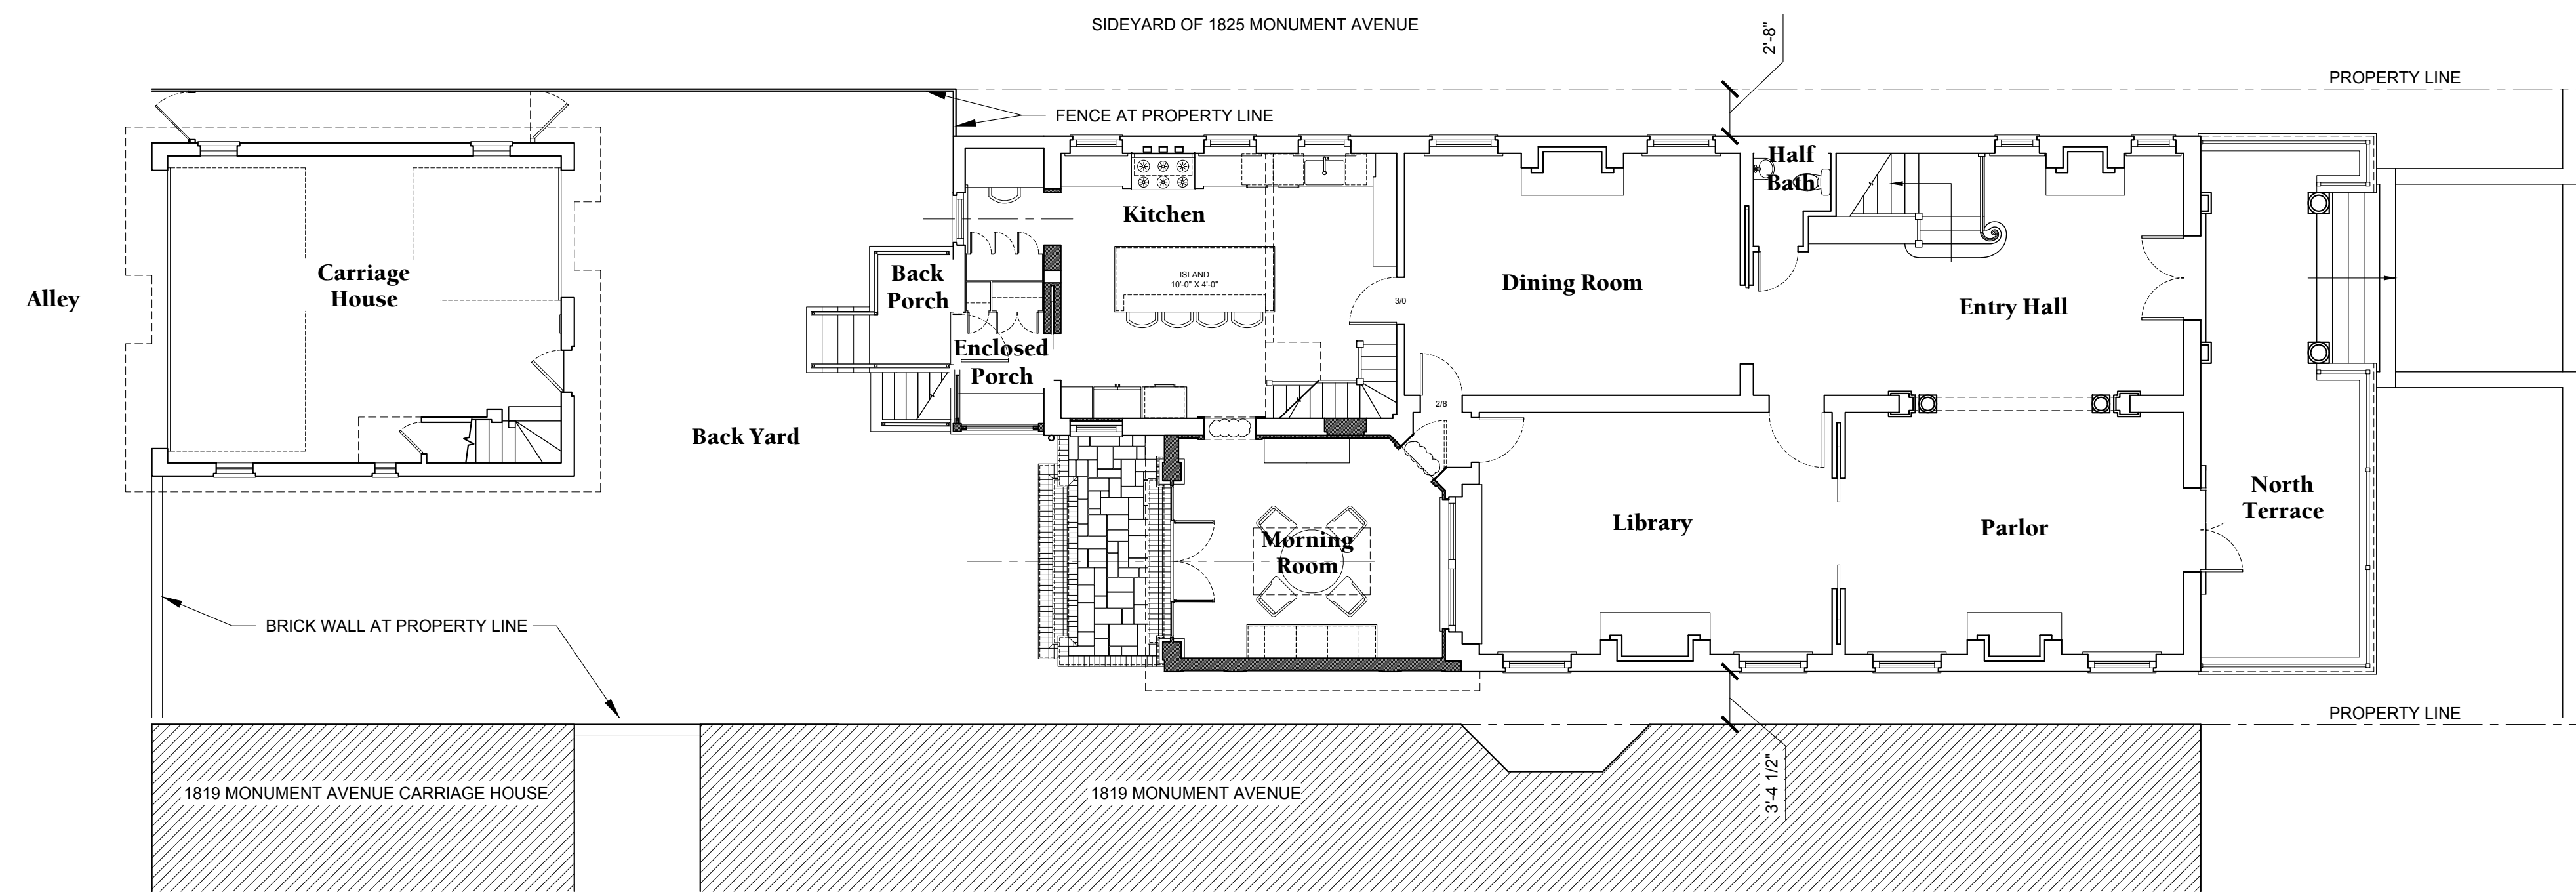 SIDEYARD OF 1825 MONUMENT AVENUE
2'-8"
PROPERTY LINE
FENCE AT PROPERTY LINE
Half
Bath
Kitchen
Alley
Carriage
House
Back
Porch
ISLAND
10'-0" X 4'-0"
3/0
Dining Room
Entry Hall
Enclosed
Porch
2/8
Back Yard
North
Terrace
Morning
Room
Library
Parlor
BRICK WALL AT PROPERTY LINE
PROPERTY LINE
1819 MONUMENT AVENUE CARRIAGE HOUSE
1819 MONUMENT AVENUE
3'-4 1/2"